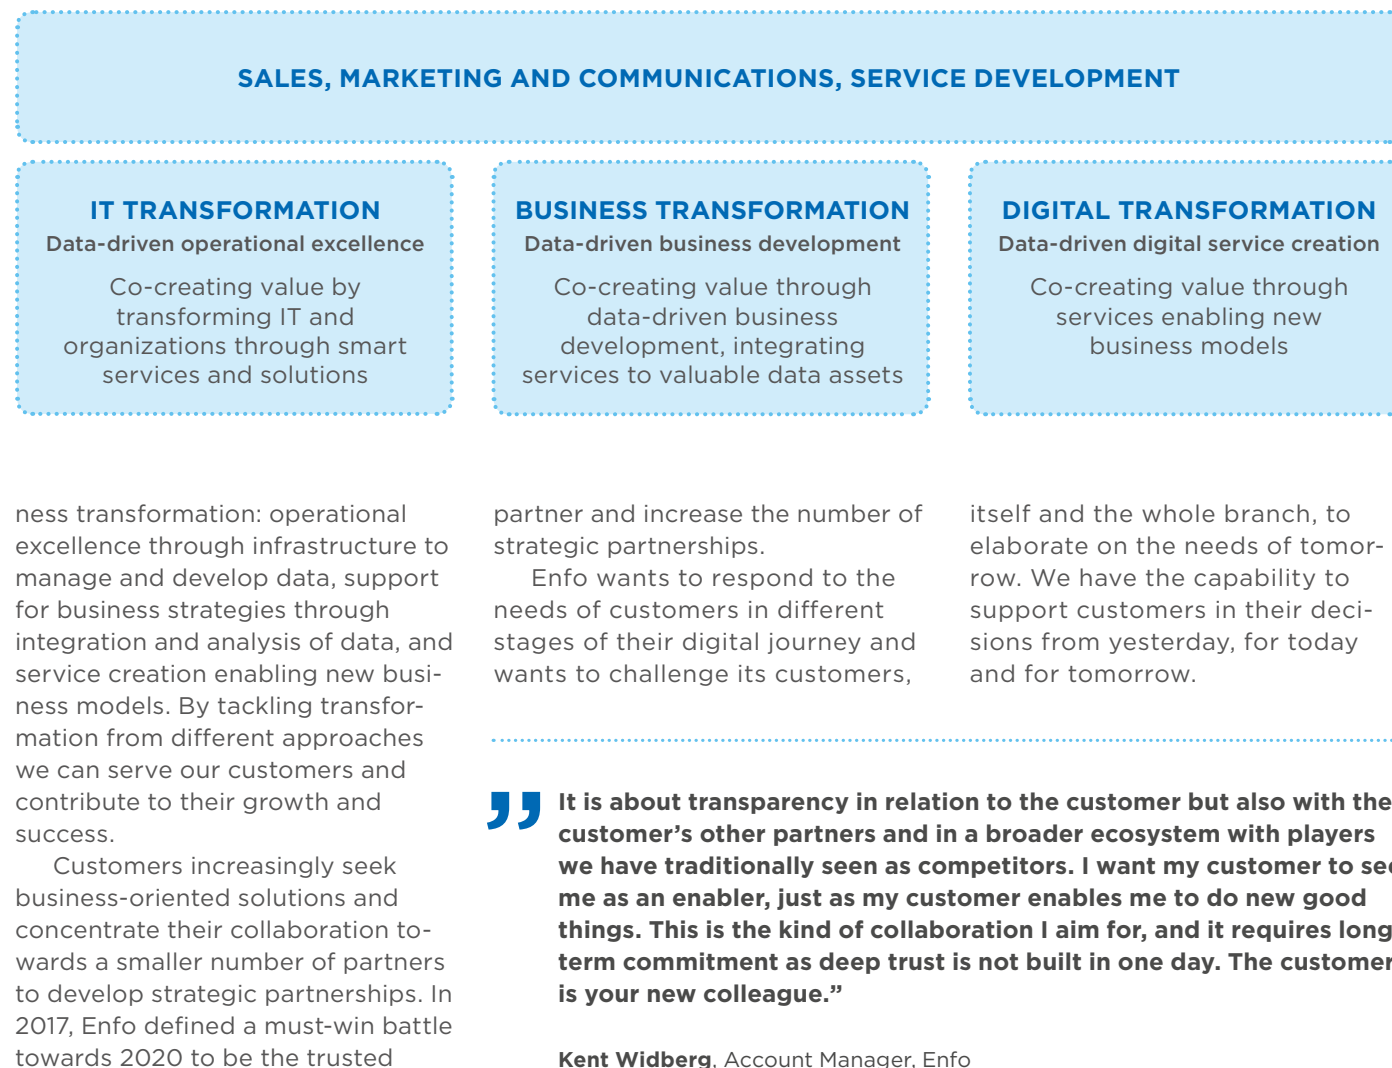 SALES, MARKETING AND COMMUNICATIONS, SERVICE DEVELOPMENT
IT TRANSFORMATION
Data-driven operational excellence
Co-creating value by
transforming IT and
organizations through smart
services and solutions
BUSINESS TRANSFORMATION
Data-driven business development
Co-creating value through
data-driven business
development, integrating
services to valuable data assets
DIGITAL TRANSFORMATION
Data-driven digital service creation
Co-creating value through
services enabling new
business models
ness transformation: operational
excellence through infrastructure to
manage and develop data, support
for business strategies through
integration and analysis of data, and
service creation enabling new busi-
ness models. By tackling transfor-
mation from different approaches
we can serve our customers and
contribute to their growth and
success.
Customers increasingly seek
business-oriented solutions and
concentrate their collaboration to-
wards a smaller number of partners
to develop strategic partnerships. In
2017, Enfo defined a must-win battle
towards 2020 to be the trusted
partner and increase the number of
strategic partnerships.
Enfo wants to respond to the
needs of customers in different
stages of their digital journey and
wants to challenge its customers,
itself and the whole branch, to
elaborate on the needs of tomor-
row. We have the capability to
support customers in their deci-
sions from yesterday, for today
and for tomorrow.
” It is about transparency in relation to the customer but also with the
customer’s other partners and in a broader ecosystem with players
we have traditionally seen as competitors. I want my customer to see
me as an enabler, just as my customer enables me to do new good
things. This is the kind of collaboration I aim for, and it requires long
term commitment as deep trust is not built in one day. The customer
is your new colleague.”
Kent Widberg, Account Manager, Enfo